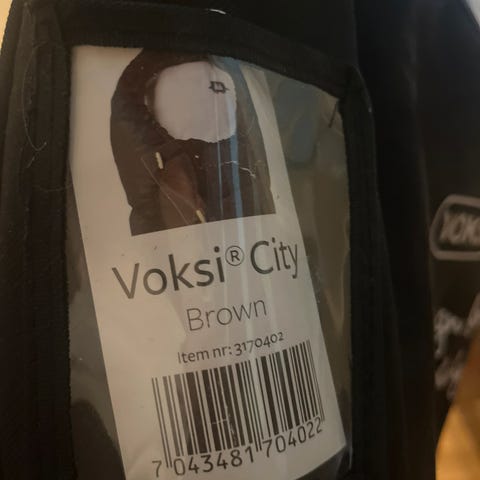 Voksi® City
Brown
Item nr: 3170402
7 043481 704022